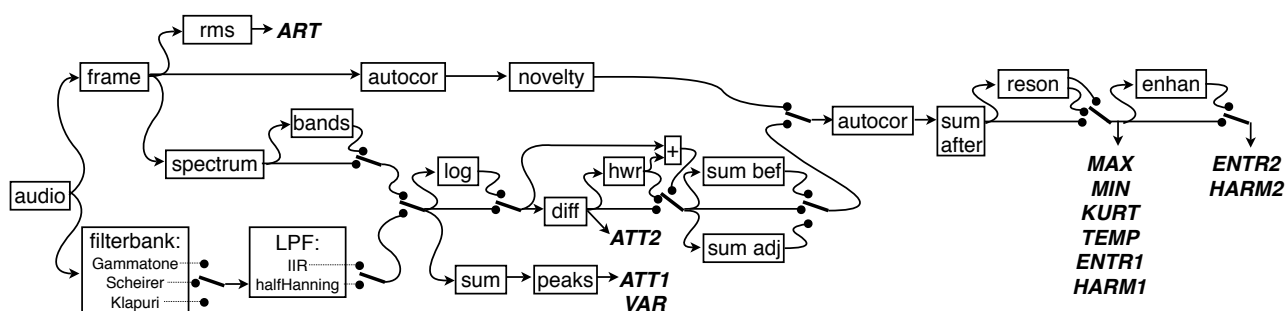 rms
ART
frame
autocor
novelty
reson
enhan
bands
autocor
sum
after
spectrum
log
+
hwr
sum bef
MAX
MIN
KURT
TEMP
ENTR1
HARM1
ENTR2
HARM2
audio
diff
ATT2
sum adj
filterbank:
Gammatone
Scheirer
Klapuri
LPF:
IIR
halfHanning
sum
peaks
ATT1
VAR